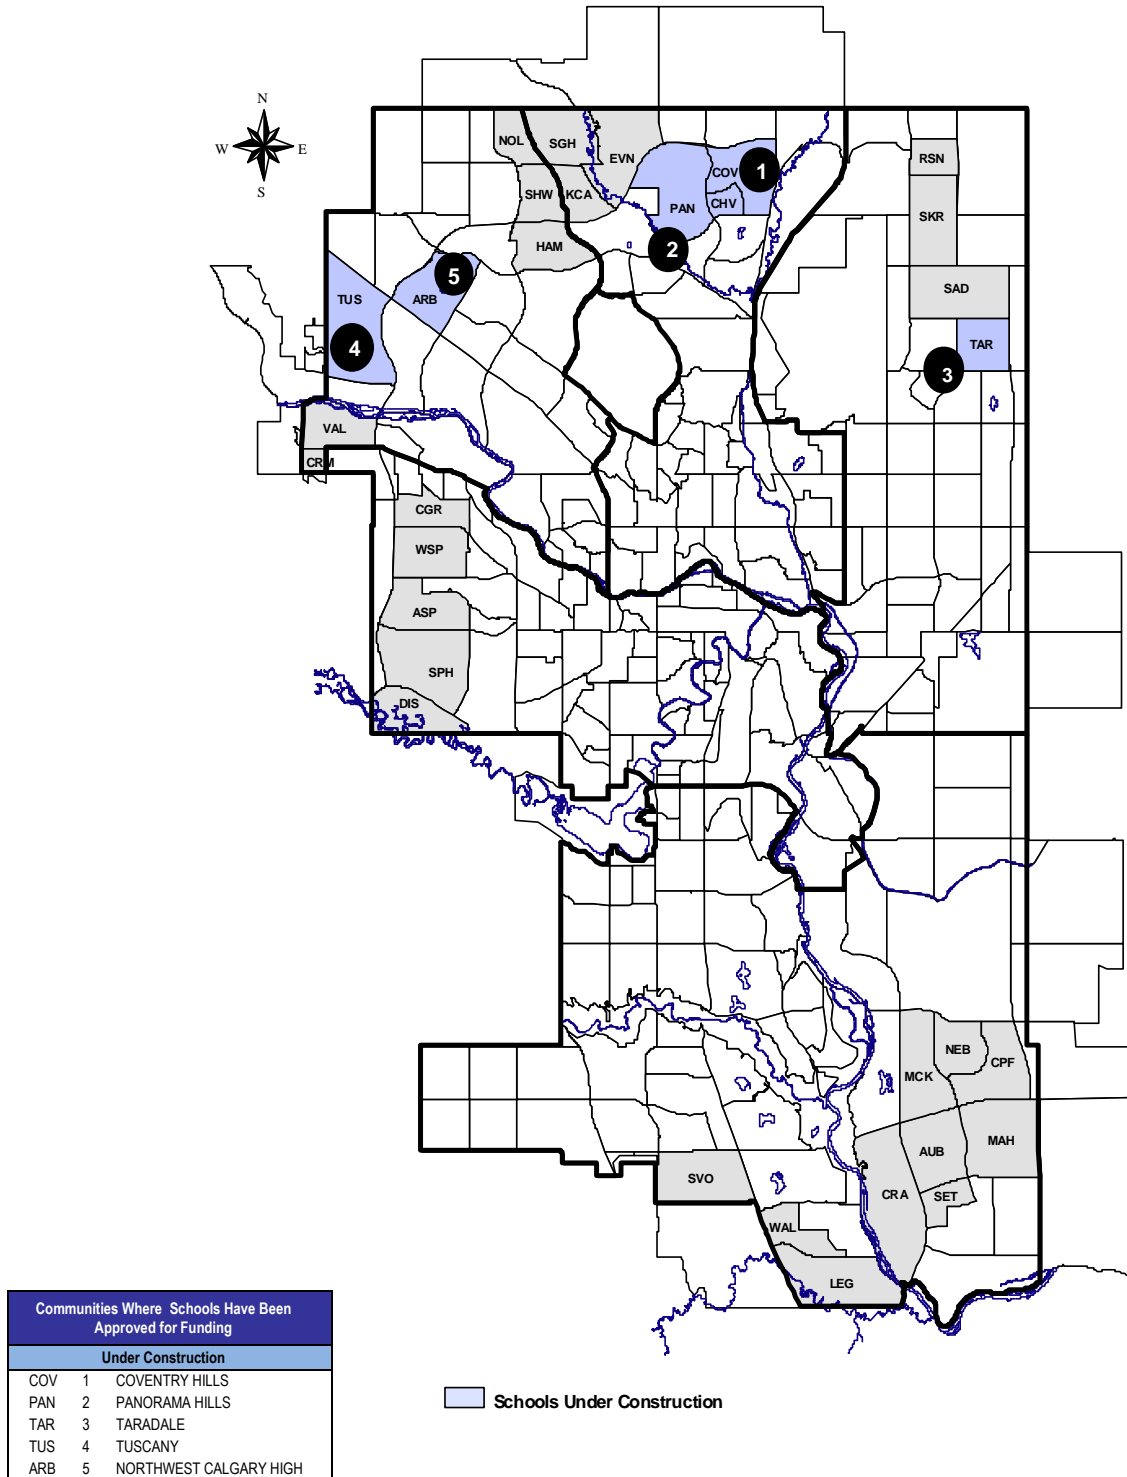 N
W E
S
NOL
SGH
EVN
COV
1
RSN
SHW
KCA
CHV
PAN
SKR
HAM
2
5
TUS
ARB
SAD
4
TAR
3
VAL
CRM
CGR
WSP
ASP
SPH
DIS
NEB
CPF
MCK
MAH
AUB
SVO
CRA
SET
WAL
LEG
Communities Where Schools Have Been
Approved for Funding
Under Construction
COV 1 COVENTRY HILLS
PAN 2 PANORAMA HILLS
TAR 3 TARADALE
TUS 4 TUSCANY
ARB 5 NORTHWEST CALGARY HIGH
Schools Under Construction